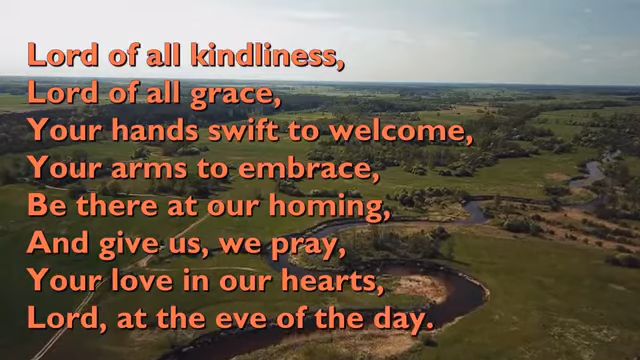 Lord of all kindliness,
Lord of all grace,
Your hands swift to welcome,
Your arms to embrace,
Be there at our homing,
And give us, we pray,
Your love in our hearts,
Lord, at the eve of the day.